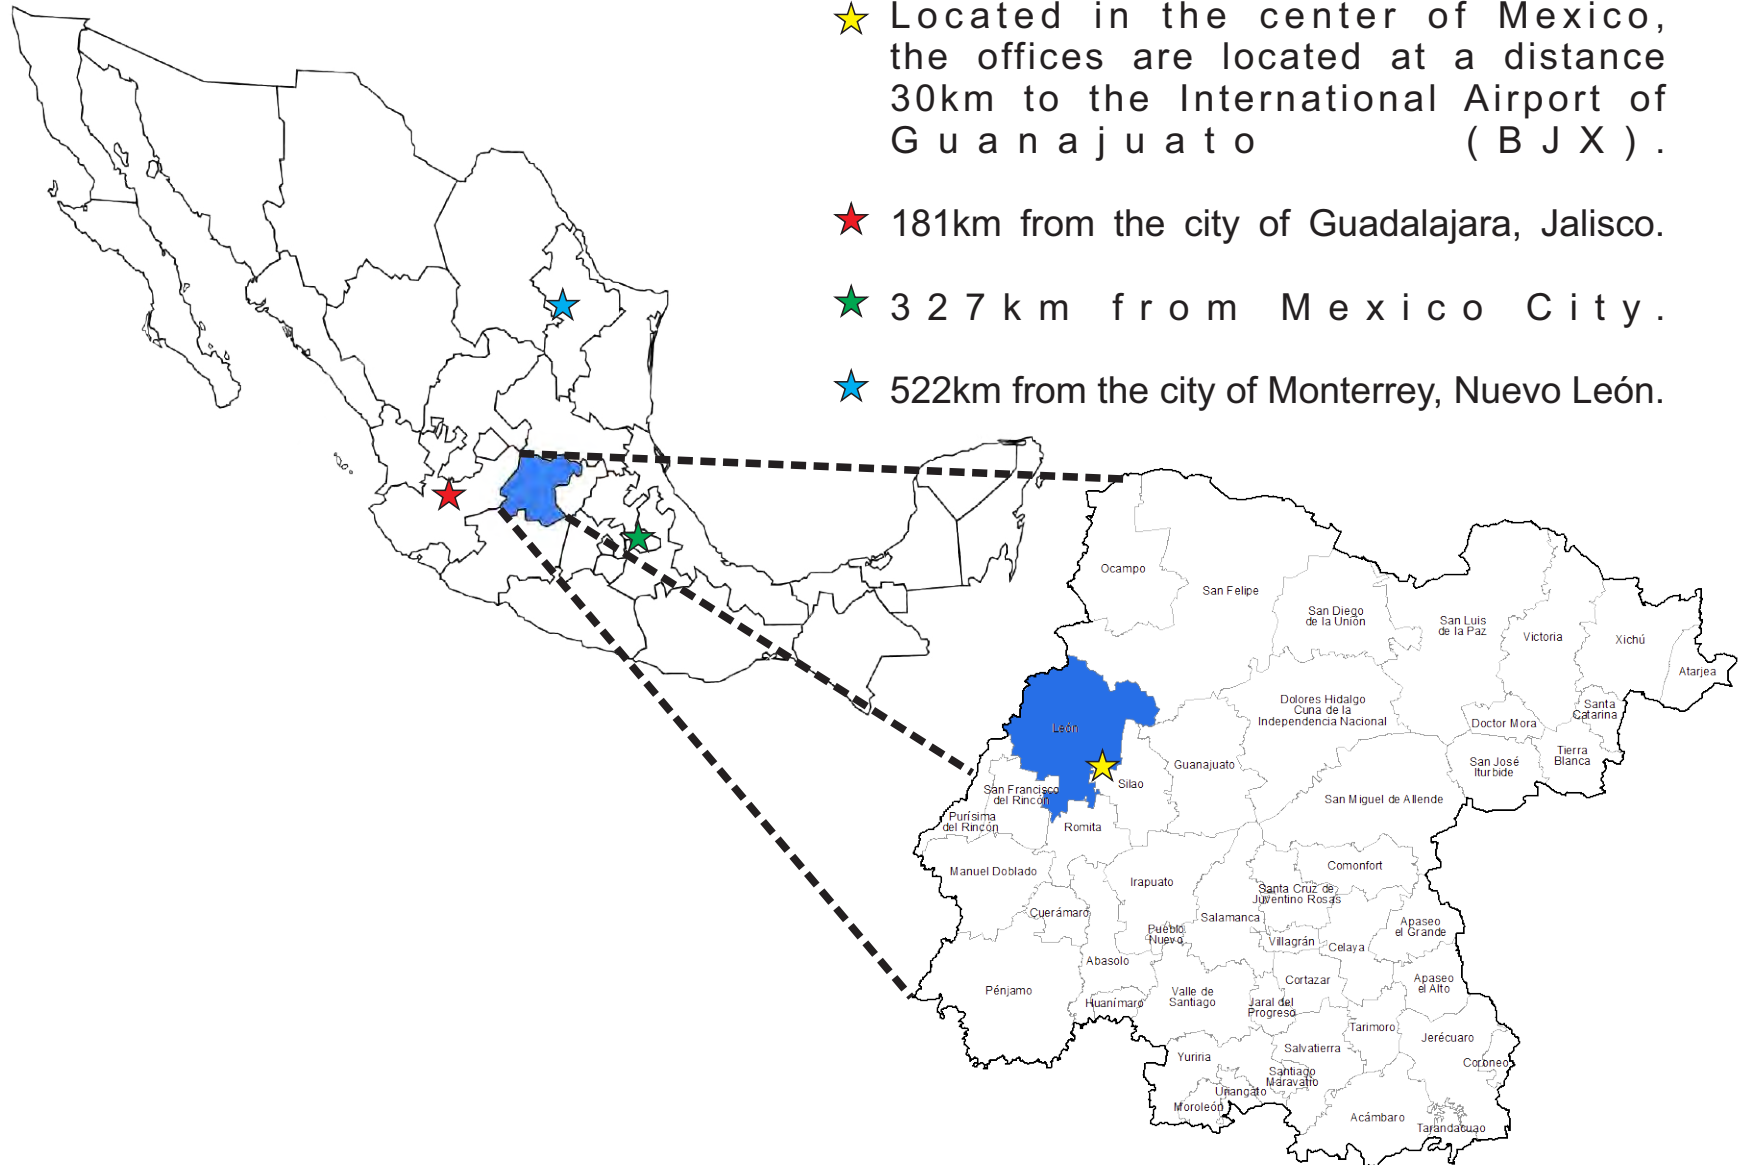 Located in the center of Mexico,
the offices are located at a distance
30km to the International Airport of
Guanajuato (BJX).
181km from the city of Guadalajara, Jalisco.
327km from Mexico City.
522km from the city of Monterrey, Nuevo León.
Ocampo
San Felipe
San Diego
de la Unión
San Luis
de la Paz
Victoria
Xichú
Atarjea
León
Dolores Hidalgo
Cuna de la
Independencia Nacional
Doctor Mora
Santa
Catarina
Tierra
Blanca
San José
Iturbide
Guanajuato
Silao
San Miguel de Allende
San Francisco
del Rincón
Purísima
del Rincón
Romita
Manuel Doblado
Irapuato
Comonfort
Santa Cruz de
Juventino Rosas
Cuerámaro
Salamanca
Pueblo
Nuevo
Villagrán
Celaya
Apaseo
el Grande
Abasolo
Cortazar
Apaseo
el Alto
Pénjamo
Huanímaro
Valle de
Santiago
Jaral del
Progreso
Tarimoro
Jerécuaro
Salvatierra
Yuriria
Coroneo
Santiago
Maravatío
Uriangato
Moroleón
Acámbaro
Tarandacuao